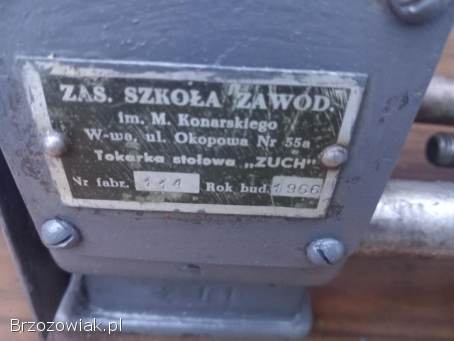 ZAS. SZKOŁA ZAWOD.
im. M. Konarskiego
W-wa, ul. Okopowa Nr 55a
Tokarka stołowa „ZUCH"
Nr fabr. 111 Rok bud. 1966
Brzozowiak.pl